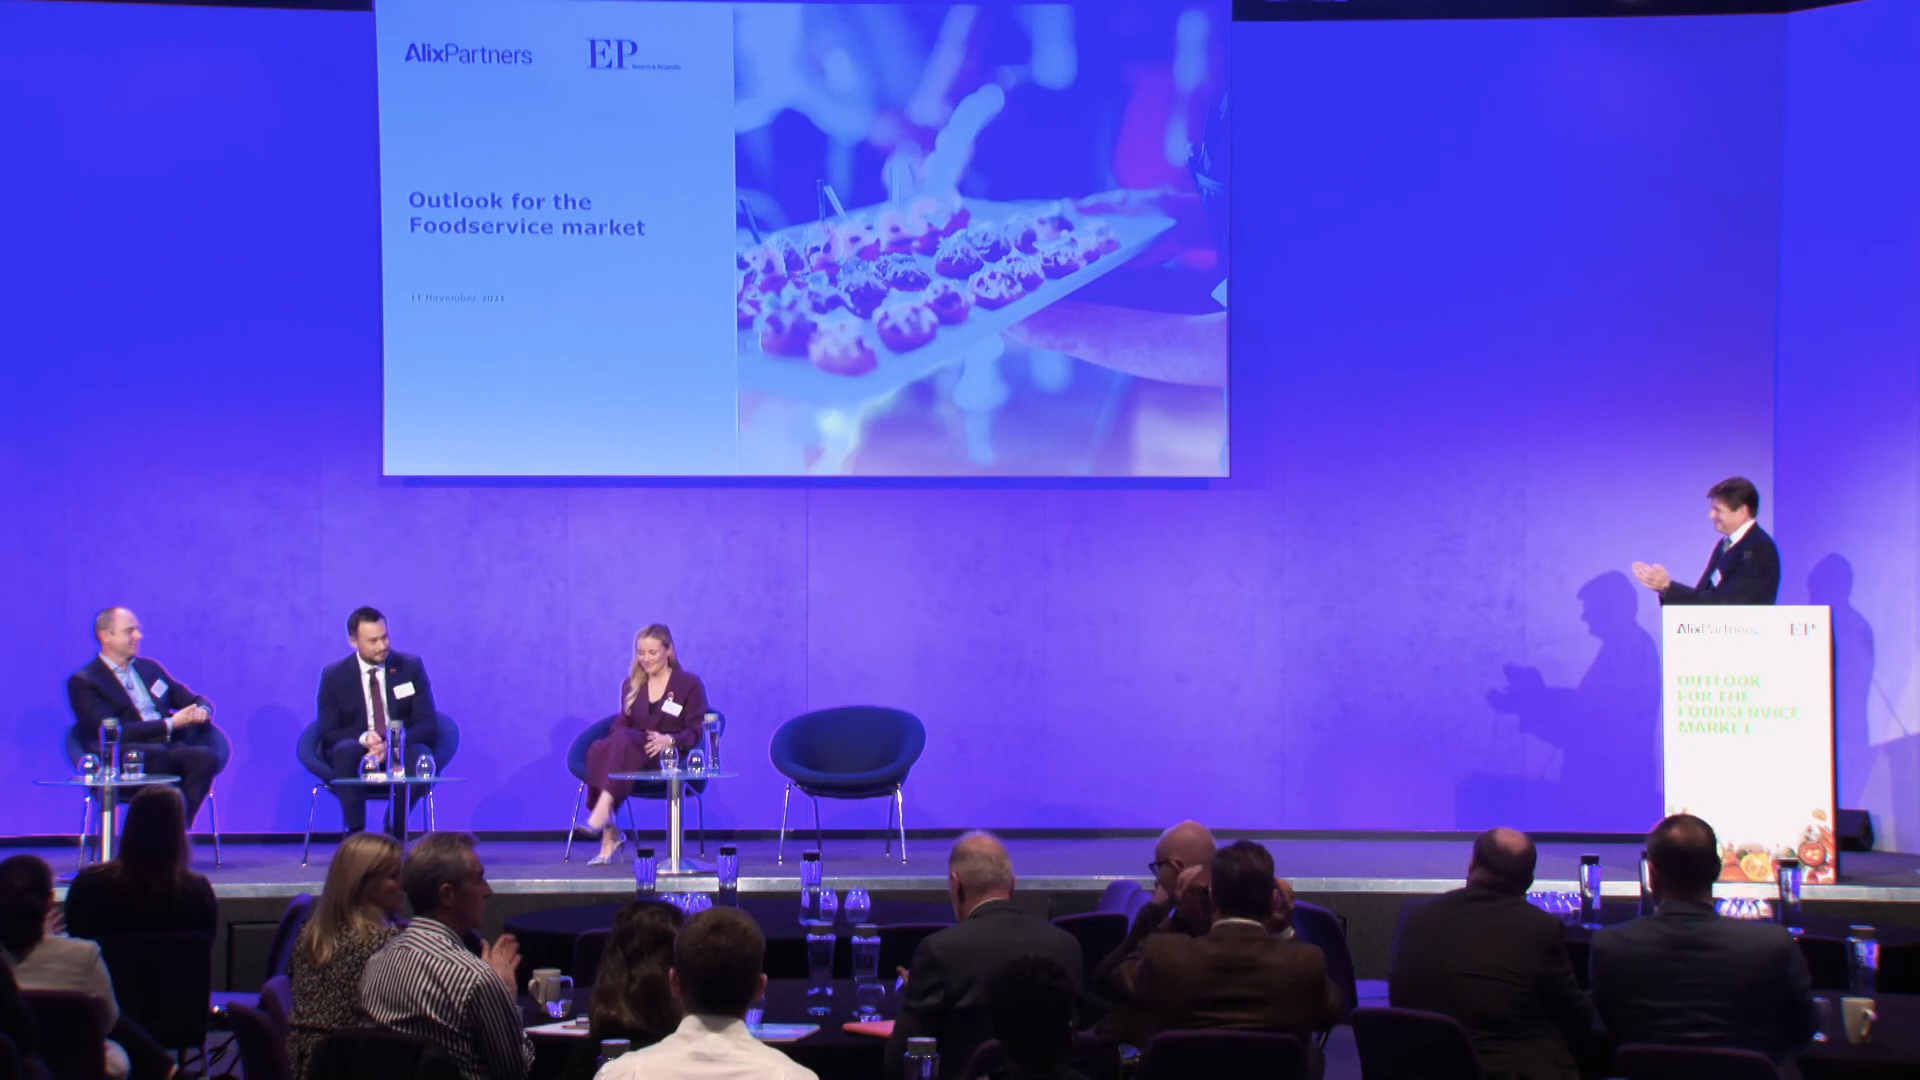 AlixPartners
EP
Outlook for the
Foodservice market
11 November 2021
AlixPartners
EP
OUTLOOK
FOR THE
FOODSERVICE
MARKET